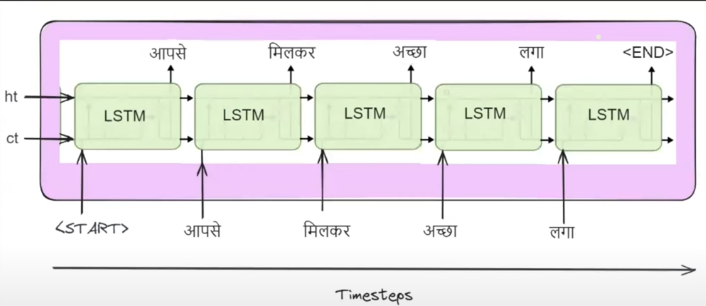 आपसे मिलकर अच्छा लगा <END>
ht
LSTM LSTM LSTM LSTM LSTM
ct
<START> आपसे मिलकर अच्छा लगा
Timesteps